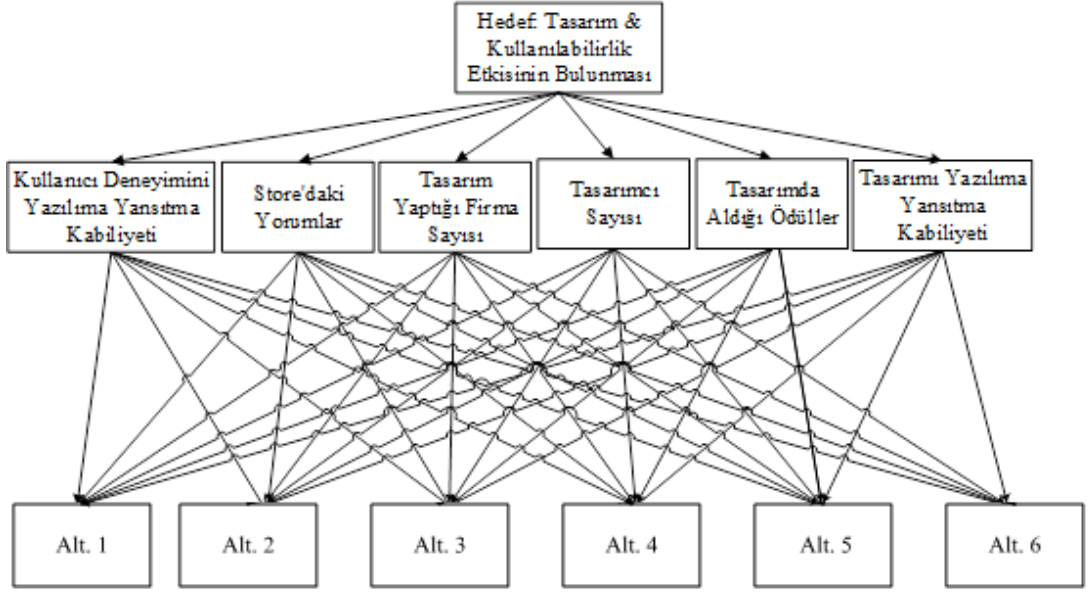 Hedef: Tasarım &
Kullanılabilirlik
Etkisinin Bulunması
Kullanıcı Deneyimini
Yazılıma Yansıtma
Kabiliyeti
Store'daki
Yorumlar
Tasarım
Yaptığı Firma
Sayısı
Tasarımcı
Sayısı
Tasarımda
Aldığı Ödüller
Tasarımı Yazılıma
Yansıtma
Kabiliyeti
Alt. 1
Alt. 2
Alt. 3
Alt. 4
Alt. 5
Alt. 6